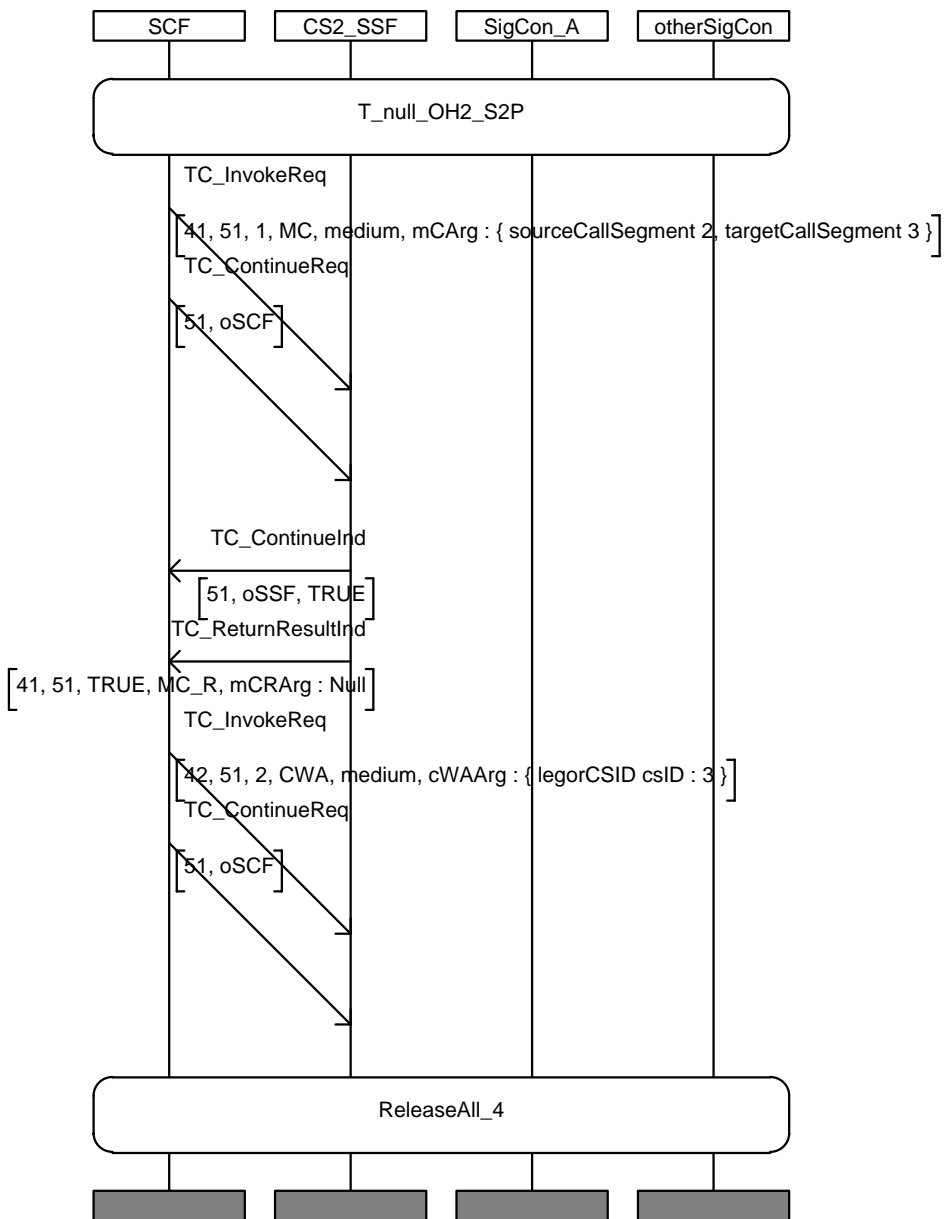 SCF CS2_SSF SigCon_A otherSigCon
T_null_OH2_S2P
TC_InvokeReq
41, 51, 1, MC, medium, mCArg : { sourceCallSegment 2, targetCallSegment 3 }
TC_ContinueReq
51, oSCF
TC_ContinueInd
51, oSSF, TRUE
TC_ReturnResultInd
41, 51, TRUE, MC_R, mCRArg : Null
TC_InvokeReq
42, 51, 2, CWA, medium, cWAArg : { legorCSID csID : 3 }
TC_ContinueReq
51, oSCF
ReleaseAll_4